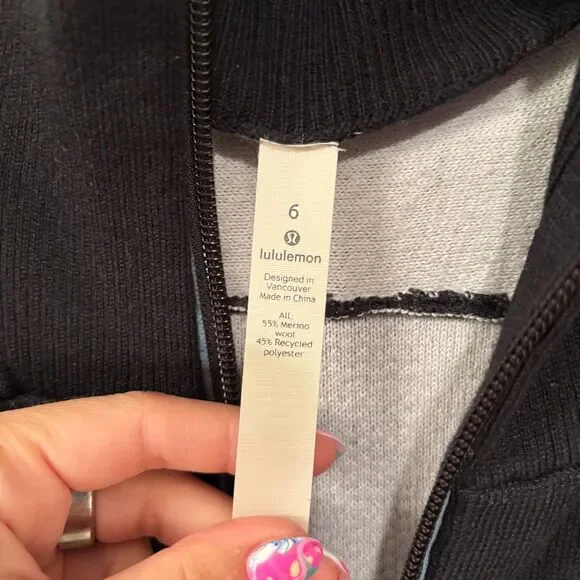 6
lululemon
Designed in
Vancouver
Made in China
All:
55% Merino
wool
45% Recycled
polyester